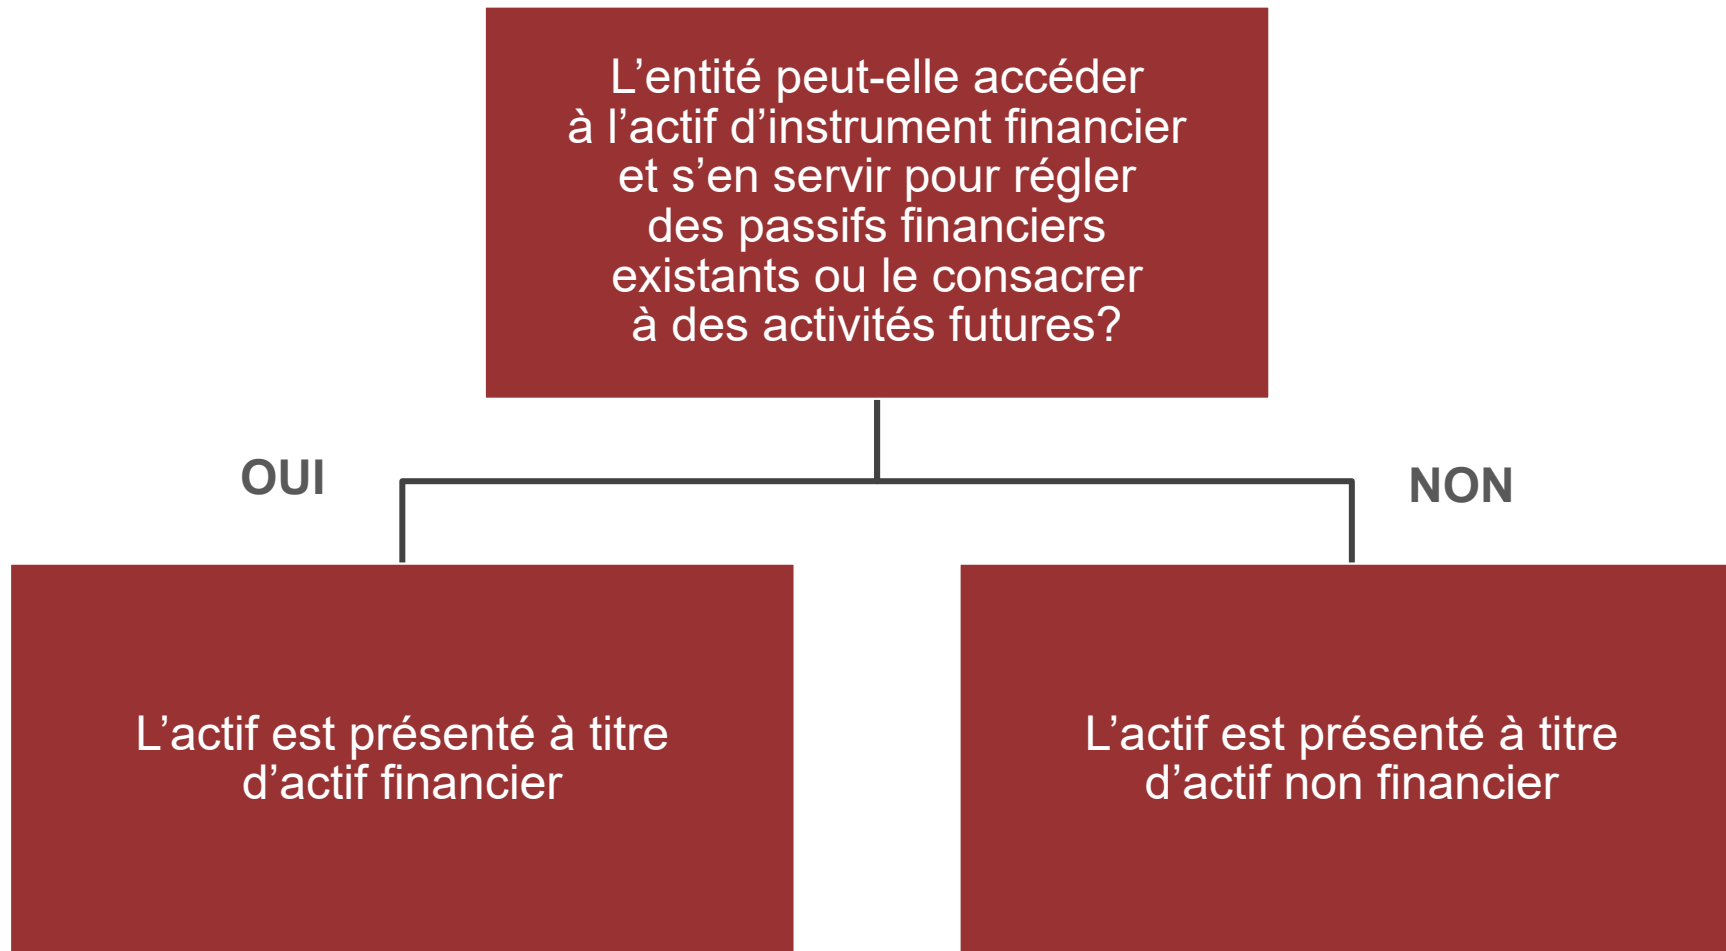 L’entité peut-elle accéder
à l’actif d’instrument financier
et s’en servir pour régler
des passifs financiers
existants ou le consacrer
à des activités futures?
OUI
NON
L’actif est présenté à titre
d’actif financier
L’actif est présenté à titre
d’actif non financier